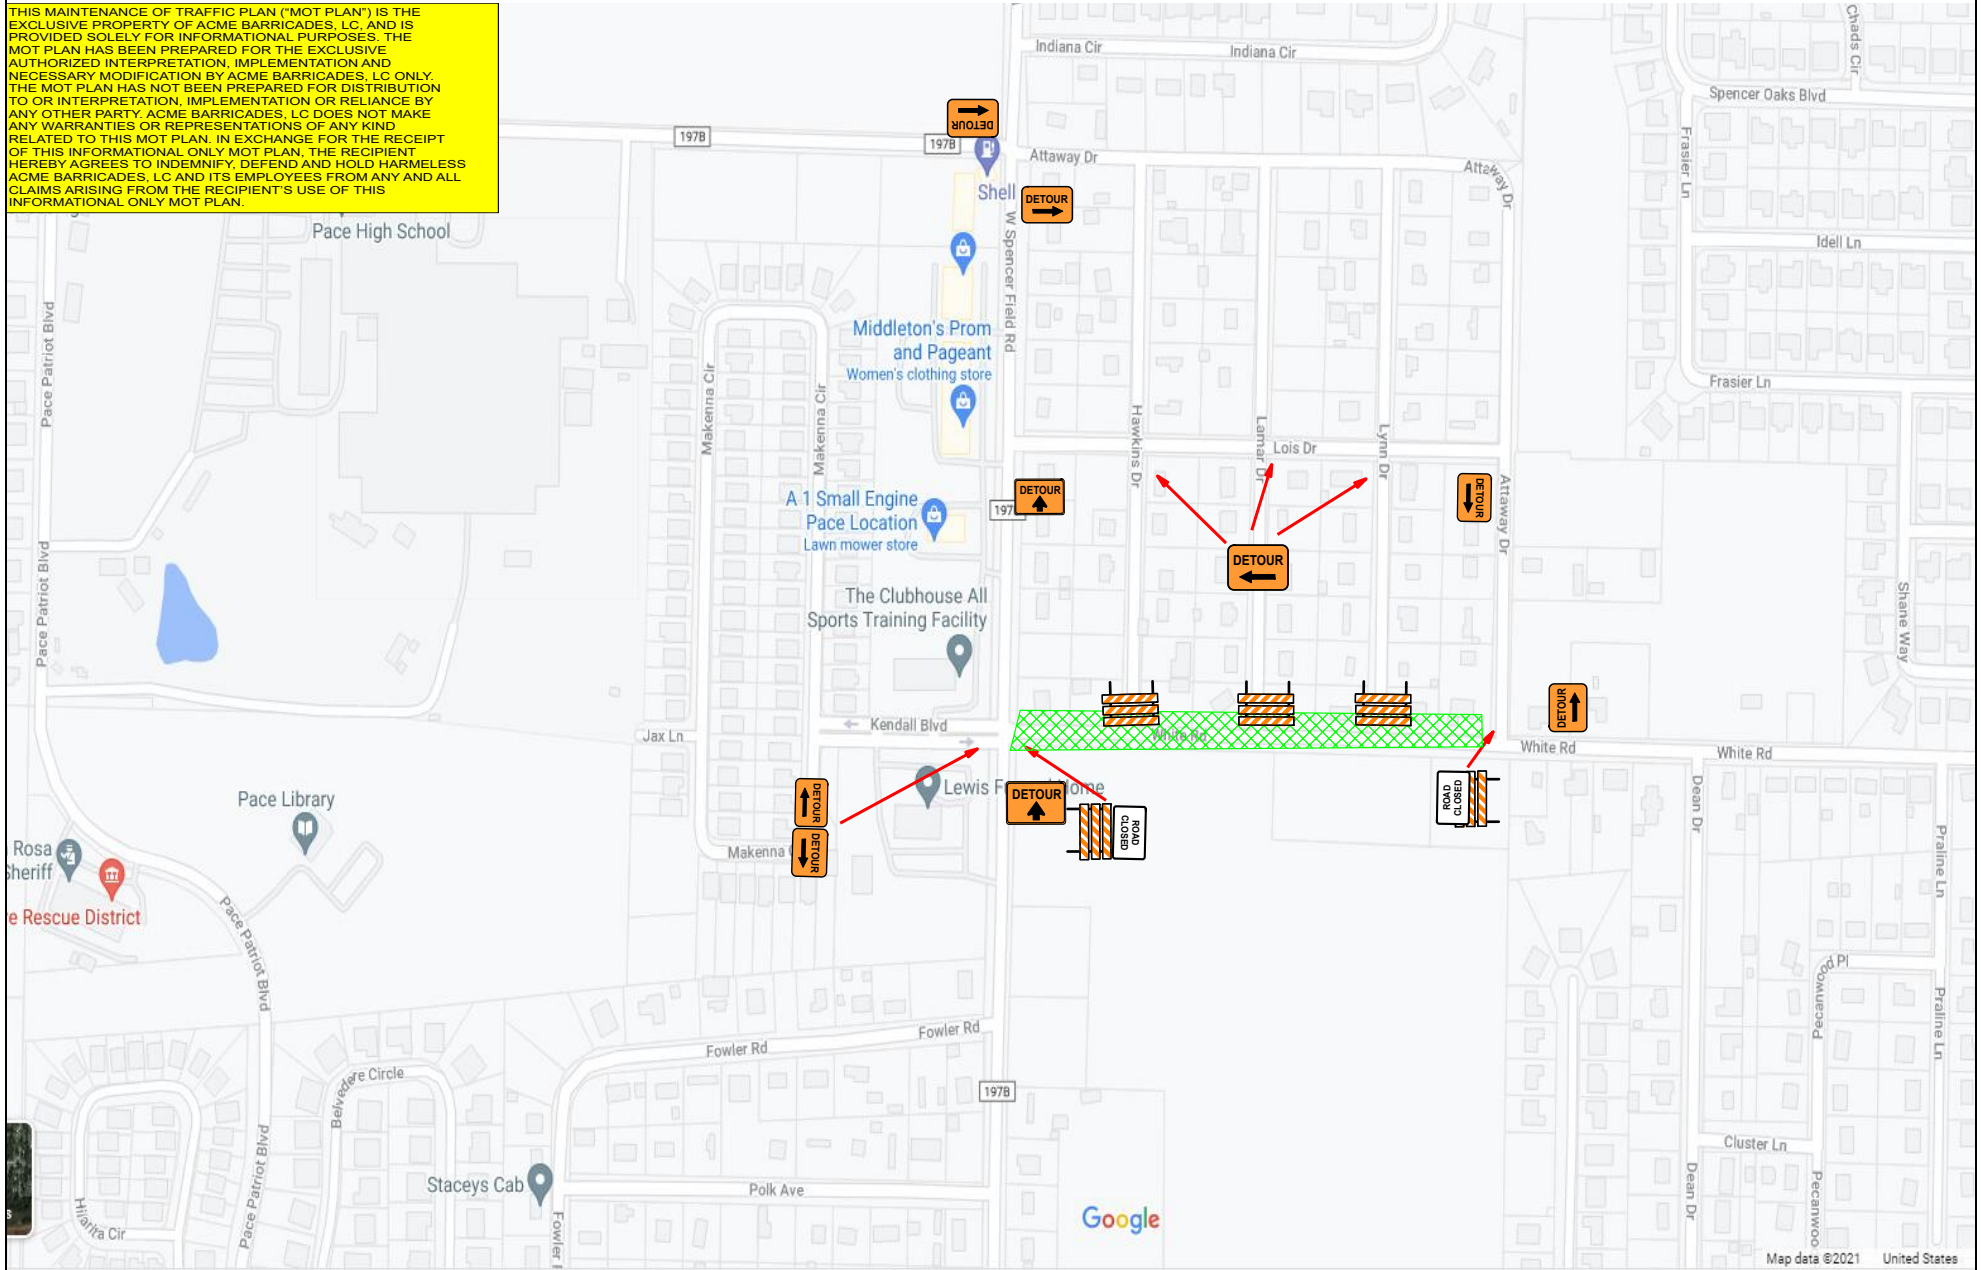 THIS MAINTENANCE OF TRAFFIC PLAN ("MOT PLAN") IS THE
EXCLUSIVE PROPERTY OF ACME BARRICADES, LC, AND IS
PROVIDED SOLELY FOR INFORMATIONAL PURPOSES. THE
MOT PLAN HAS BEEN PREPARED FOR THE EXCLUSIVE
AUTHORIZED INTERPRETATION, IMPLEMENTATION AND
NECESSARY MODIFICATION BY ACME BARRICADES, LC ONLY.
THE MOT PLAN HAS NOT BEEN PREPARED FOR DISTRIBUTION
TO OR INTERPRETATION, IMPLEMENTATION OR RELIANCE BY
ANY OTHER PARTY. ACME BARRICADES, LC DOES NOT MAKE
ANY WARRANTIES OR REPRESENTATIONS OF ANY KIND
RELATED TO THIS MOT PLAN. IN EXCHANGE FOR THE RECEIPT
OF THIS INFORMATIONAL ONLY MOT PLAN, THE RECIPIENT
HEREBY AGREES TO INDEMNIFY, DEFEND AND HOLD HARMLESS
ACME BARRICADES, LC AND ITS EMPLOYEES FROM ANY AND ALL
CLAIMS ARISING FROM THE RECIPIENT'S USE OF THIS
INFORMATIONAL ONLY MOT PLAN.
Indiana Cir
Indiana Cir
Chads Cir
Spencer Oaks Blvd
Frasier Ln
DETOUR
197B
197B
Attaway Dr
Attaway Dr
Shell
DETOUR
W Spencer Field Rd
Pace High School
Idell Ln
Pace Patriot Blvd
Middleton's Prom
and Pageant
Women's clothing store
Makenna Cir
Makenna Cir
Frasier Ln
Hawkins Dr
Lamar Dr
Lois Dr
Lynn Dr
A 1 Small Engine
Pace Location
Lawn mower store
197
DETOUR
DETOUR
Attaway Dr
Pace Patriot Blvd
DETOUR
The Clubhouse All
Sports Training Facility
Shane Way
DETOUR
Kendall Blvd
Jax Ln
White Rd
White Rd
White Rd
DETOUR
DETOUR
Lewis F
ome
DETOUR
ROAD
CLOSED
ROAD
CLOSED
Dean Dr
Pace Library
Makenna
Rosa
Sheriff
e Rescue District
Praline Ln
Pace Patriot Blvd
Pecanwood Pl
Praline Ln
Fowler Rd
Fowler Rd
Belvedere Circle
197B
Cluster Ln
Pace Patriot Blvd
Staceys Cab
Polk Ave
Dean Dr
Pecanwoo
Hilarita Cir
Fowler
Google
s
Map data ©2021
United States